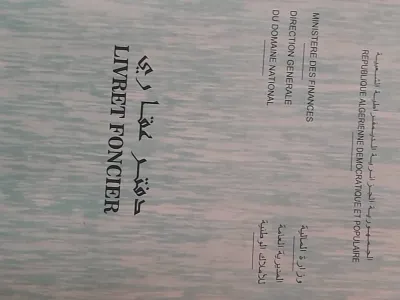 الجمهورية الجزائرية الديمقراطية الشعبية
REPUBLIQUE ALGERIENNE DEMOCRATIQUE ET POPULAIRE
MINISTERE DES FINANCES
DIRECTION GENERALE
DU DOMAINE NATIONAL
وزارة المالية
المديرية العامة
للأملاك الوطنية
دفتر عقاري
LIVRET FONCIER